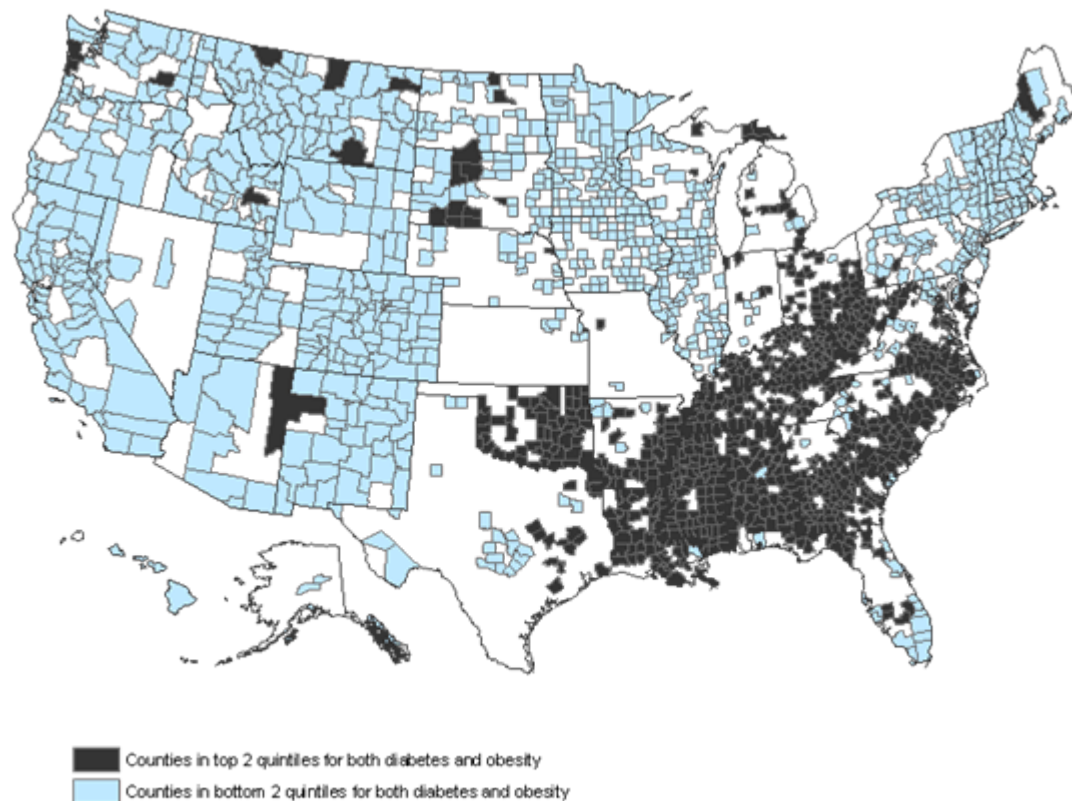 Counties in top 2 quintiles for both diabetes and obesity
Counties in bottom 2 quintiles for both diabetes and obesity